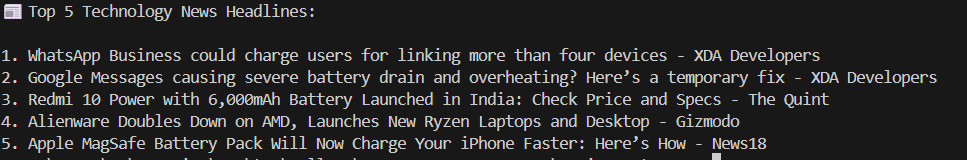 📰 Top 5 Technology News Headlines:
1. WhatsApp Business could charge users for linking more than four devices - XDA Developers
2. Google Messages causing severe battery drain and overheating? Here’s a temporary fix - XDA Developers
3. Redmi 10 Power with 6,000mAh Battery Launched in India: Check Price and Specs - The Quint
4. Alienware Doubles Down on AMD, Launches New Ryzen Laptops and Desktop - Gizmodo
5. Apple MagSafe Battery Pack Will Now Charge Your iPhone Faster: Here’s How - News18